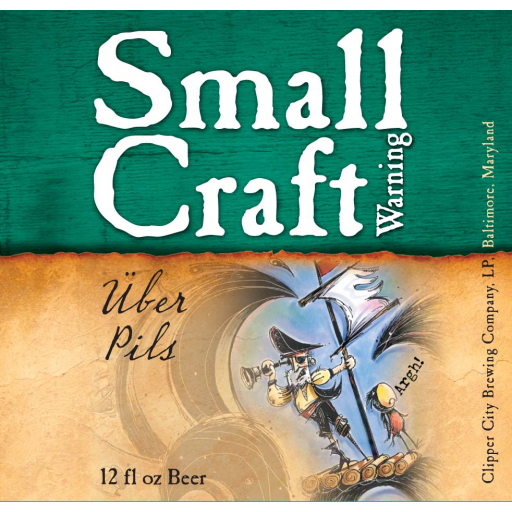 Small
Craft
Warning
Über
Pils
Argh!
12 fl oz Beer
Clipper City Brewing Company, LP, Baltimore, Maryland